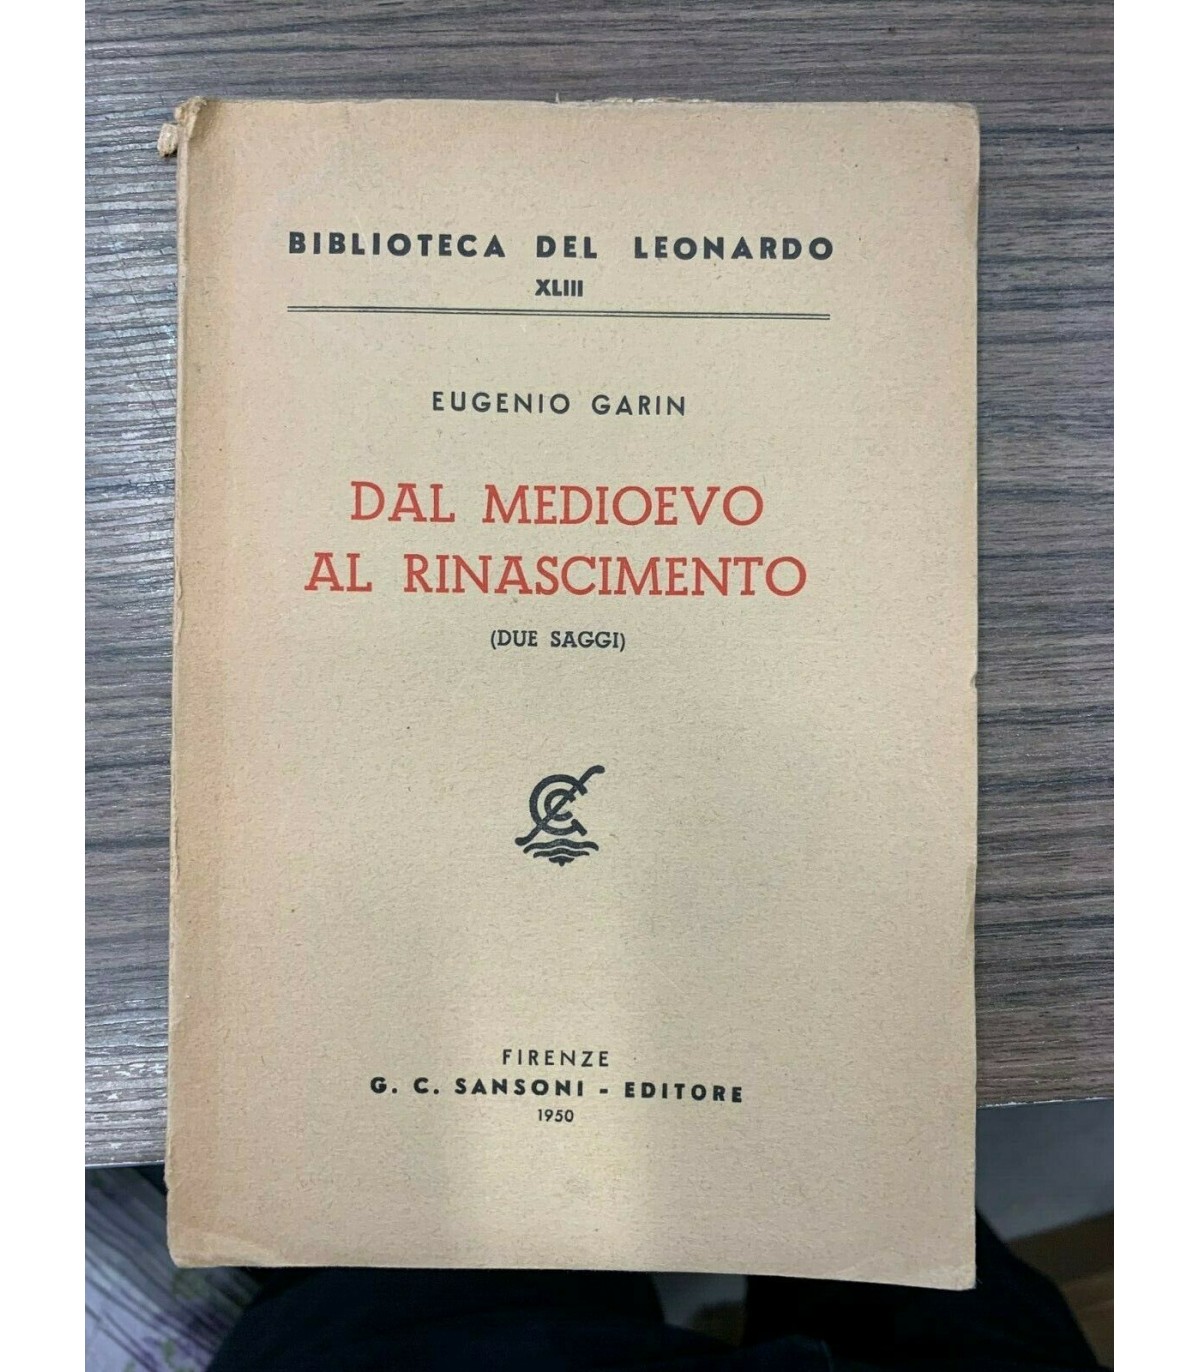 BIBLIOTECA DEL LEONARDO
XLIII
EUGENIO GARIN
DAL MEDIOEVO
AL RINASCIMENTO
(DUE SAGGI)
FIRENZE
G. C. SANSONI - EDITORE
1950